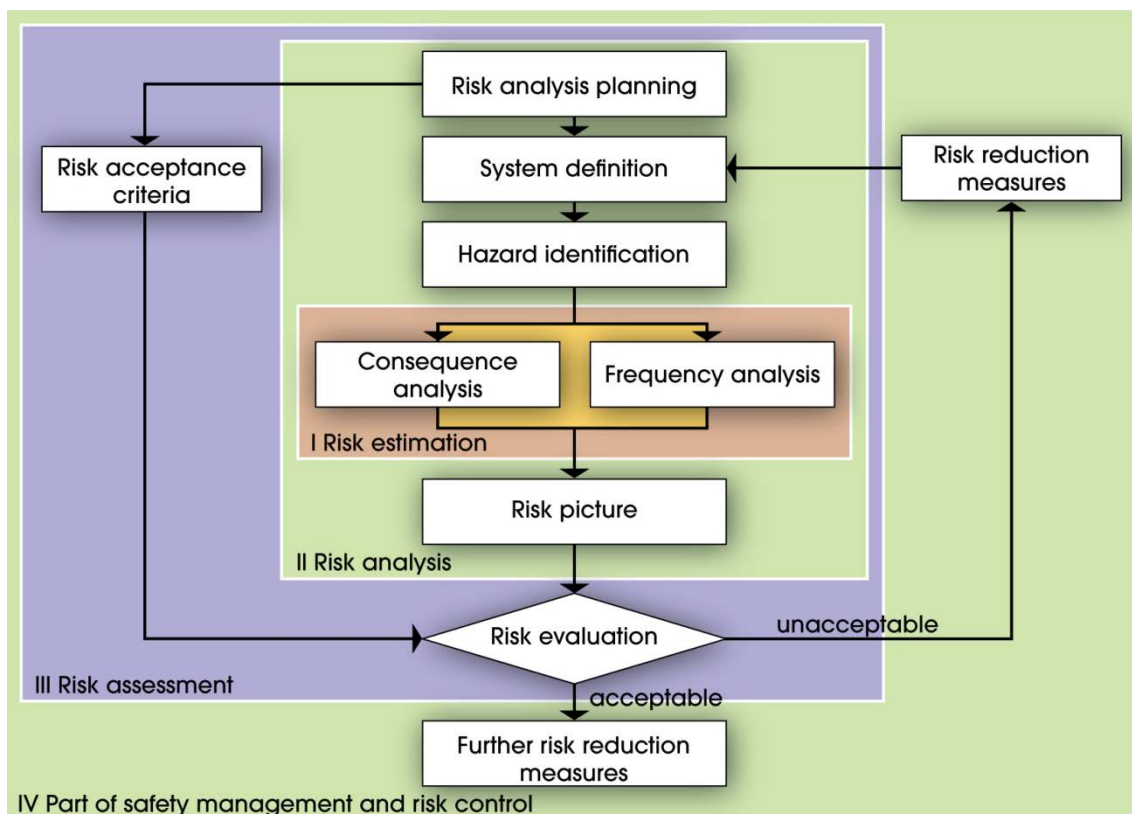 Risk analysis planning
Risk acceptance
criteria
System definition
Risk reduction
measures
Hazard identification
Consequence
analysis
Frequency analysis
I Risk estimation
Risk picture
II Risk analysis
Risk evaluation
unacceptable
III Risk assessment
acceptable
Further risk reduction
measures
IV Part of safety management and risk control